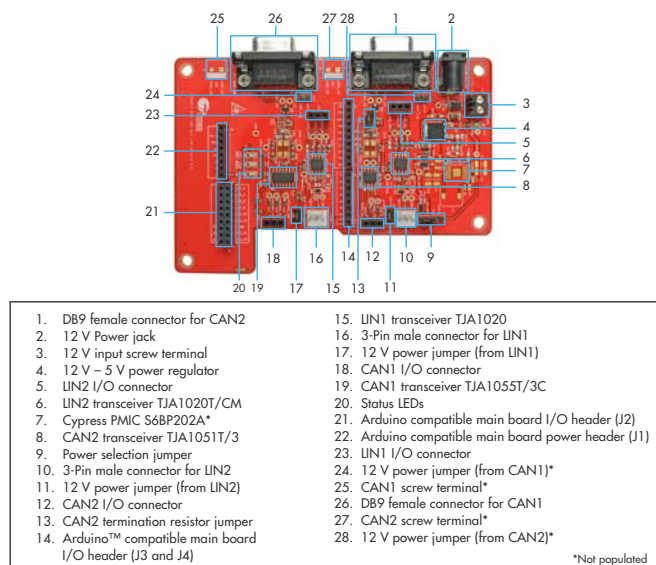 25
26
27
28
1
2
24
23
22
21
3
4
5
6
7
8
20
19
18
17
16
15
14
13
12
11
10
9
1. DB9 female connector for CAN2
2. 12 V Power jack
3. 12 V input screw terminal
4. 12 V – 5 V power regulator
5. LIN2 I/O connector
6. LIN2 transceiver TJA1020T/CM
7. Cypress PMIC S6BP202A*
8. CAN2 transceiver TJA1051T/3
9. Power selection jumper
10. 3-Pin male connector for LIN2
11. 12 V power jumper (from LIN2)
12. CAN2 I/O connector
13. CAN2 termination resistor jumper
14. Arduino™ compatible main board
I/O header (J3 and J4)
15. LIN1 transceiver TJA1020
16. 3-Pin male connector for LIN1
17. 12 V power jumper (from LIN1)
18. CAN1 I/O connector
19. CAN1 transceiver TJA1055T/3C
20. Status LEDs
21. Arduino compatible main board I/O header (J2)
22. Arduino compatible main board power header (J1)
23. LIN1 I/O connector
24. 12 V power jumper (from CAN1)*
25. CAN1 screw terminal*
26. DB9 female connector for CAN1
27. CAN2 screw terminal*
28. 12 V power jumper (from CAN2)*
*Not populated